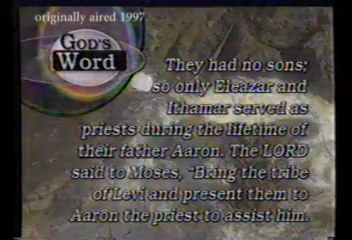 originally aired 1997
GOD'S
Word
They had no sons;
so only Eleazar and
Ithamar served as
priests during the lifetime of
their father Aaron. The LORD
said to Moses, "Bring the tribe
of Levi and present them to
Aaron the priest to assist him.